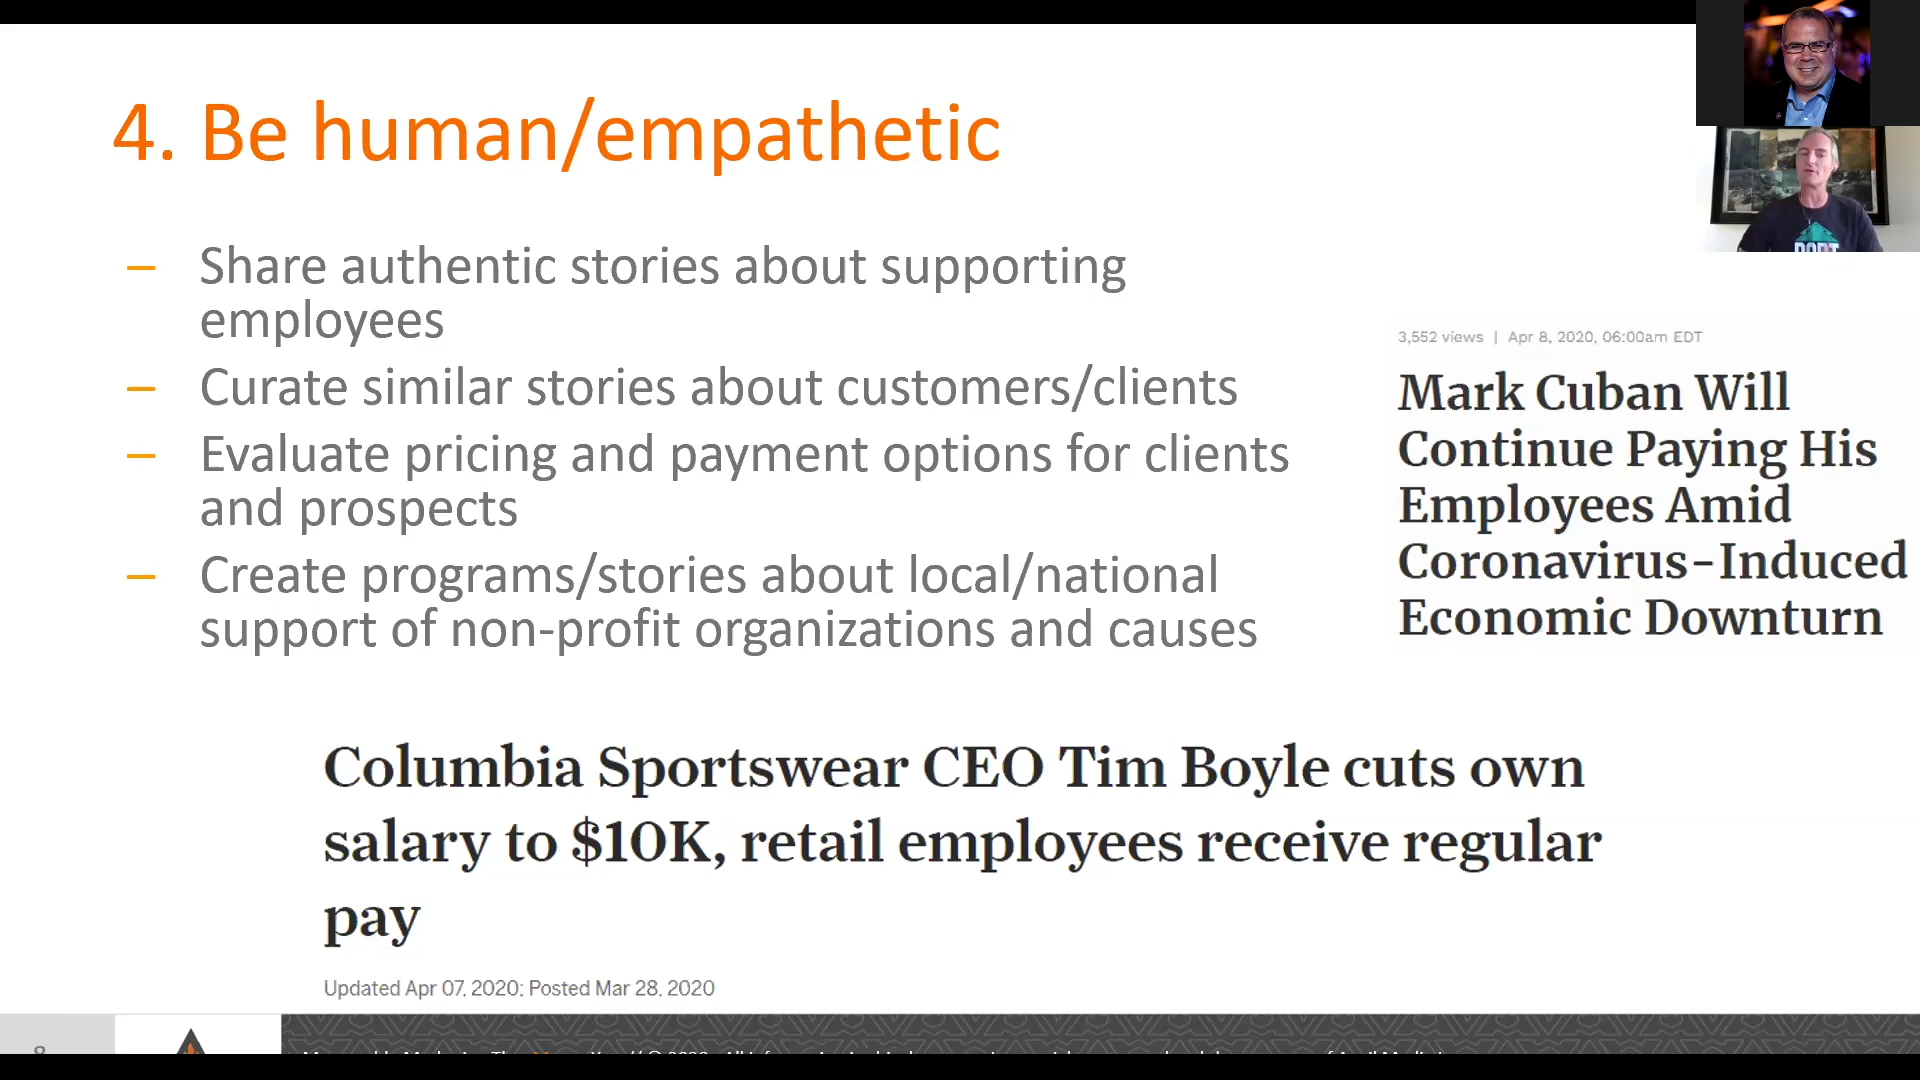 4. Be human/empathetic
– Share authentic stories about supporting
employees
– Curate similar stories about customers/clients
– Evaluate pricing and payment options for clients
and prospects
– Create programs/stories about local/national
support of non-profit organizations and causes
3,552 views | Apr 8, 2020, 06:00am EDT
Mark Cuban Will
Continue Paying His
Employees Amid
Coronavirus-Induced
Economic Downturn
Columbia Sportswear CEO Tim Boyle cuts own
salary to $10K, retail employees receive regular
pay
Updated Apr 07, 2020; Posted Mar 28, 2020
8